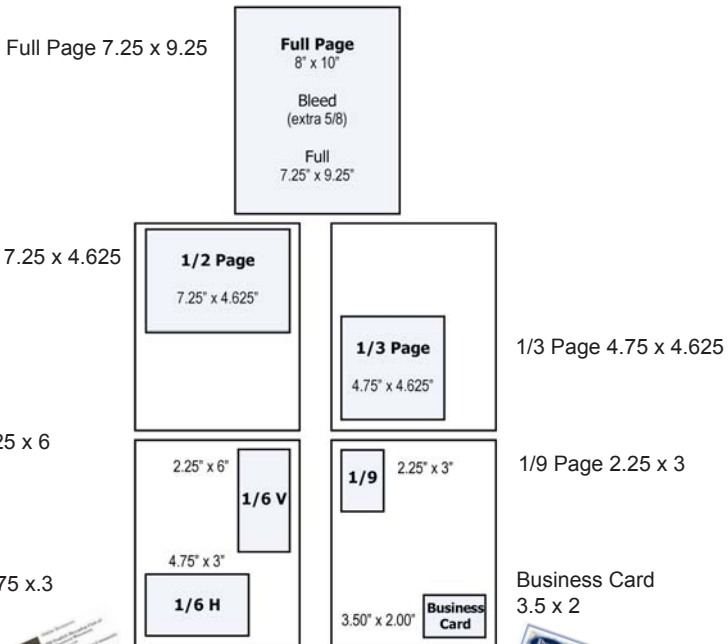 Full Page 7.25 x 9.25
Full Page
8" x 10"
Bleed
(extra 5/8)
Full
7.25" x 9.25"
7.25 x 4.625
1/2 Page
7.25" x 4.625"
1/3 Page
4.75" x 4.625"
1/3 Page 4.75 x 4.625
25 x 6
2.25" x 6"
1/6 V
4.75" x 3"
1/6 H
75 x.3
1/9
2.25" x 3"
1/9 Page 2.25 x 3
3.50" x 2.00"
Business
Card
Business Card
3.5 x 2